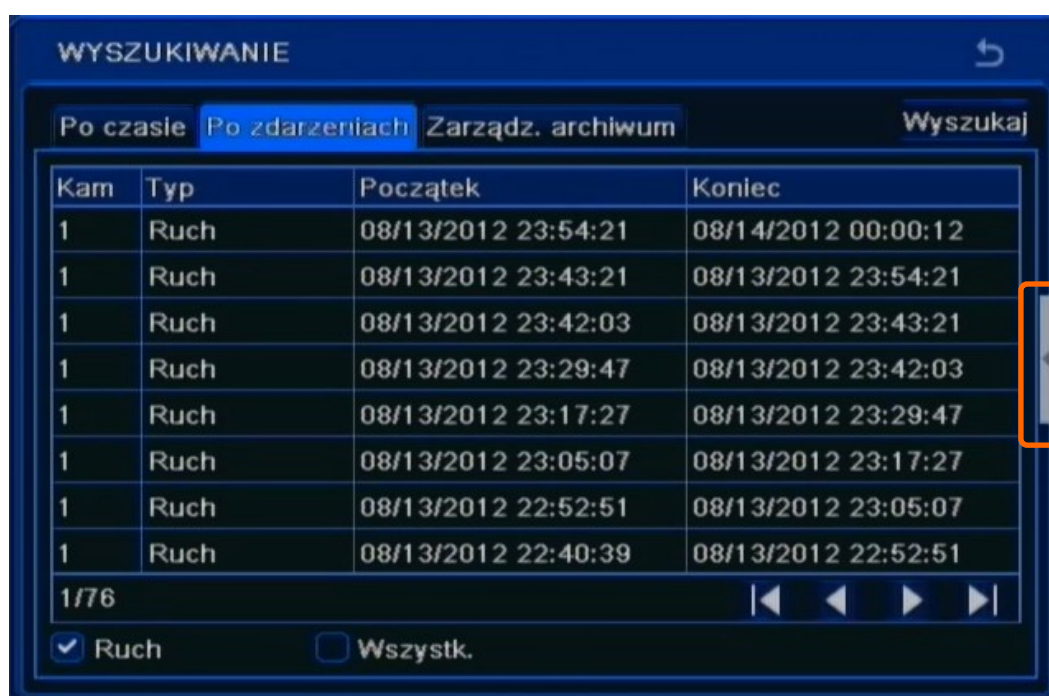 WYSZUKIWANIE
Po czasie Po zdarzeniach Zarządz. archiwum Wyszukaj
Kam Typ Początek Koniec
1 Ruch 08/13/2012 23:54:21 08/14/2012 00:00:12
1 Ruch 08/13/2012 23:43:21 08/13/2012 23:54:21
1 Ruch 08/13/2012 23:42:03 08/13/2012 23:43:21
1 Ruch 08/13/2012 23:29:47 08/13/2012 23:42:03
1 Ruch 08/13/2012 23:17:27 08/13/2012 23:29:47
1 Ruch 08/13/2012 23:05:07 08/13/2012 23:17:27
1 Ruch 08/13/2012 22:52:51 08/13/2012 23:05:07
1 Ruch 08/13/2012 22:40:39 08/13/2012 22:52:51
1/76
Ruch Wszystk.